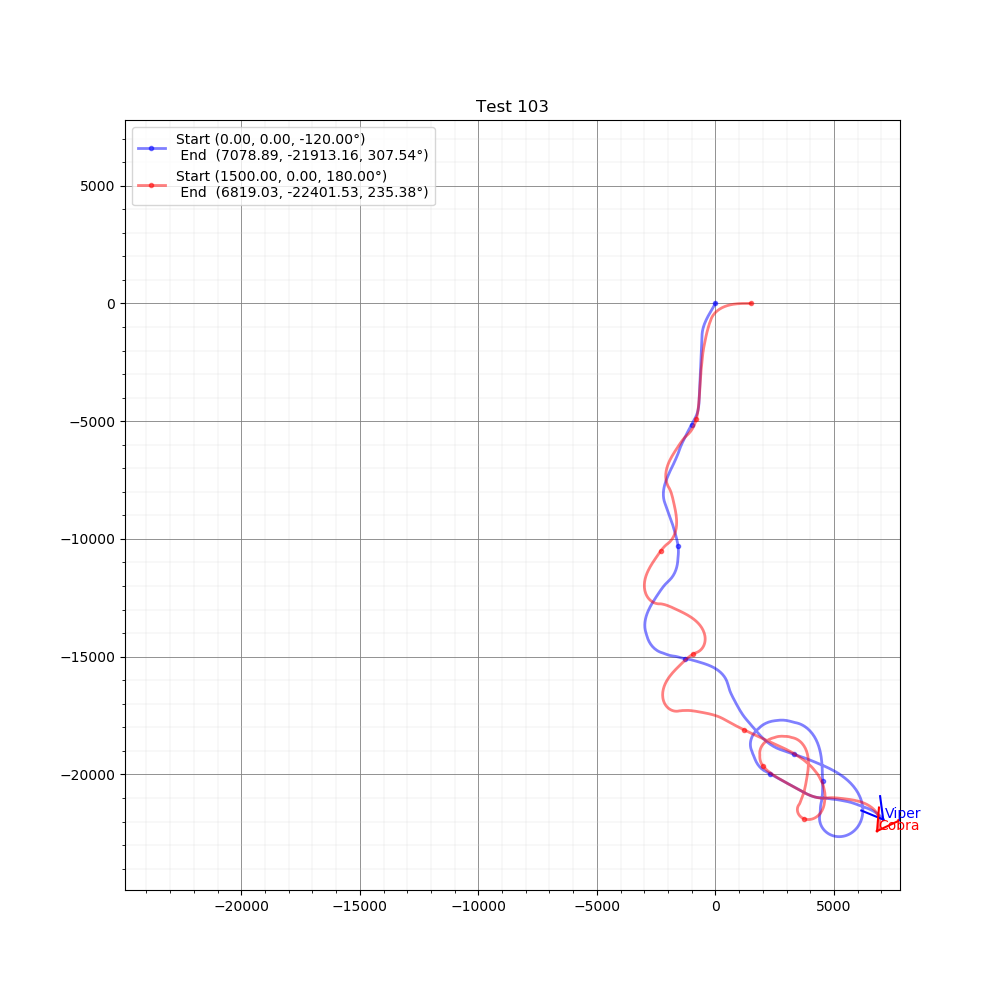 Test 103
Start (0.00, 0.00, -120.00°)
End (7078.89, -21913.16, 307.54°)
Start (1500.00, 0.00, 180.00°)
End (6819.03, -22401.53, 235.38°)
5000
0
−5000
−10000
−15000
−20000
Viper
Cobra
−20000 −15000 −10000 −5000 0 5000